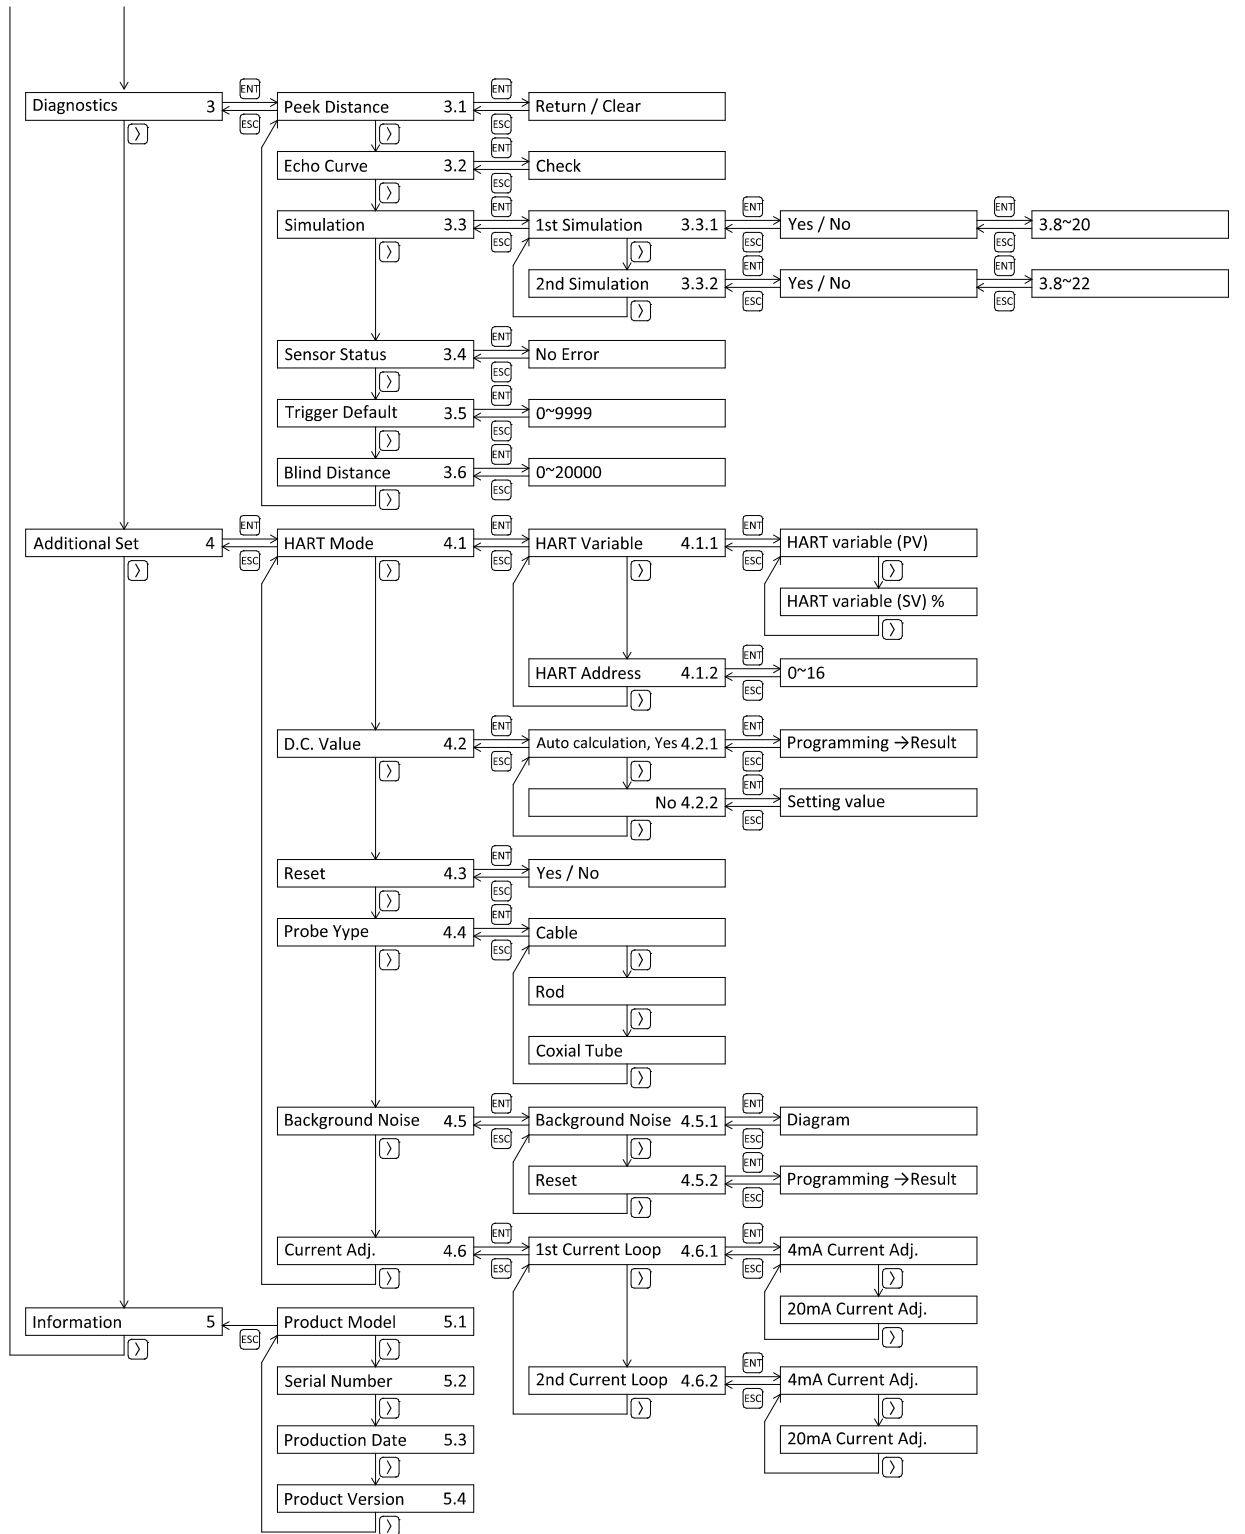 ENT ENT
Diagnostics 3 Peek Distance 3.1 Return / Clear
> ESC > ESC
ENT
Echo Curve 3.2 Check
> ESC
ENT ENT ENT
Simulation 3.3 1st Simulation 3.3.1 Yes / No 3.8~20
> ESC > ESC ESC
ENT ENT
2nd Simulation 3.3.2 Yes / No 3.8~22
> ESC ESC
ENT
Sensor Status 3.4 No Error
> ESC
ENT
Trigger Default 3.5 0~9999
> ESC
ENT
Blind Distance 3.6 0~20000
> ESC
ENT ENT ENT
Additional Set 4 HART Mode 4.1 HART Variable 4.1.1 HART variable (PV)
> ESC > ESC > ESC >
HART variable (SV) %
>
ENT
HART Address 4.1.2 0~16
> ESC
ENT ENT
D.C. Value 4.2 Auto calculation, Yes 4.2.1 Programming →Result
> ESC > ESC
ENT
No 4.2.2 Setting value
> ESC
ENT
Reset 4.3 Yes / No
> ESC
ENT
Probe Yype 4.4 Cable
> ESC >
Rod
>
Coxial Tube
>
ENT ENT
Background Noise 4.5 Background Noise 4.5.1 Diagram
> ESC > ESC
ENT
Reset 4.5.2 Programming →Result
> ESC
ENT ENT
Current Adj. 4.6 1st Current Loop 4.6.1 4mA Current Adj.
> ESC > ESC >
20mA Current Adj.
>
Information 5 Product Model 5.1
> ESC >
ENT
Serial Number 5.2 2nd Current Loop 4.6.2 4mA Current Adj.
> > ESC >
Production Date 5.3 20mA Current Adj.
> >
Product Version 5.4
>